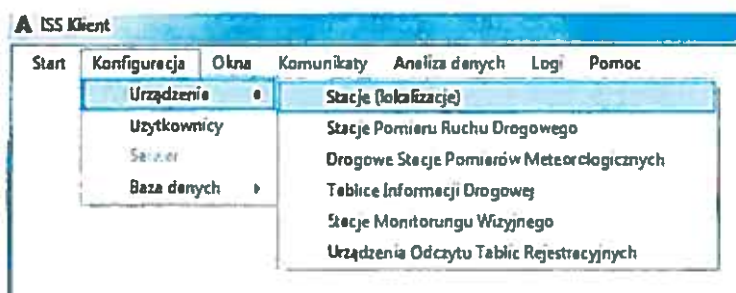 ISS Klient
Start Konfiguracja Okna Komunikaty Analiza danych Logi Pomoc
Urządzenia
Użytkownicy
Serwer
Baza danych
Stacje (lokalizacje)
Stacje Pomiaru Ruchu Drogowego
Drogowe Stacje Pomiarów Meteorologicznych
Tablice Informacji Drogowej
Stacje Monitorungu Wizyjnego
Urządzenia Odczytu Tablic Rejestracyjnych